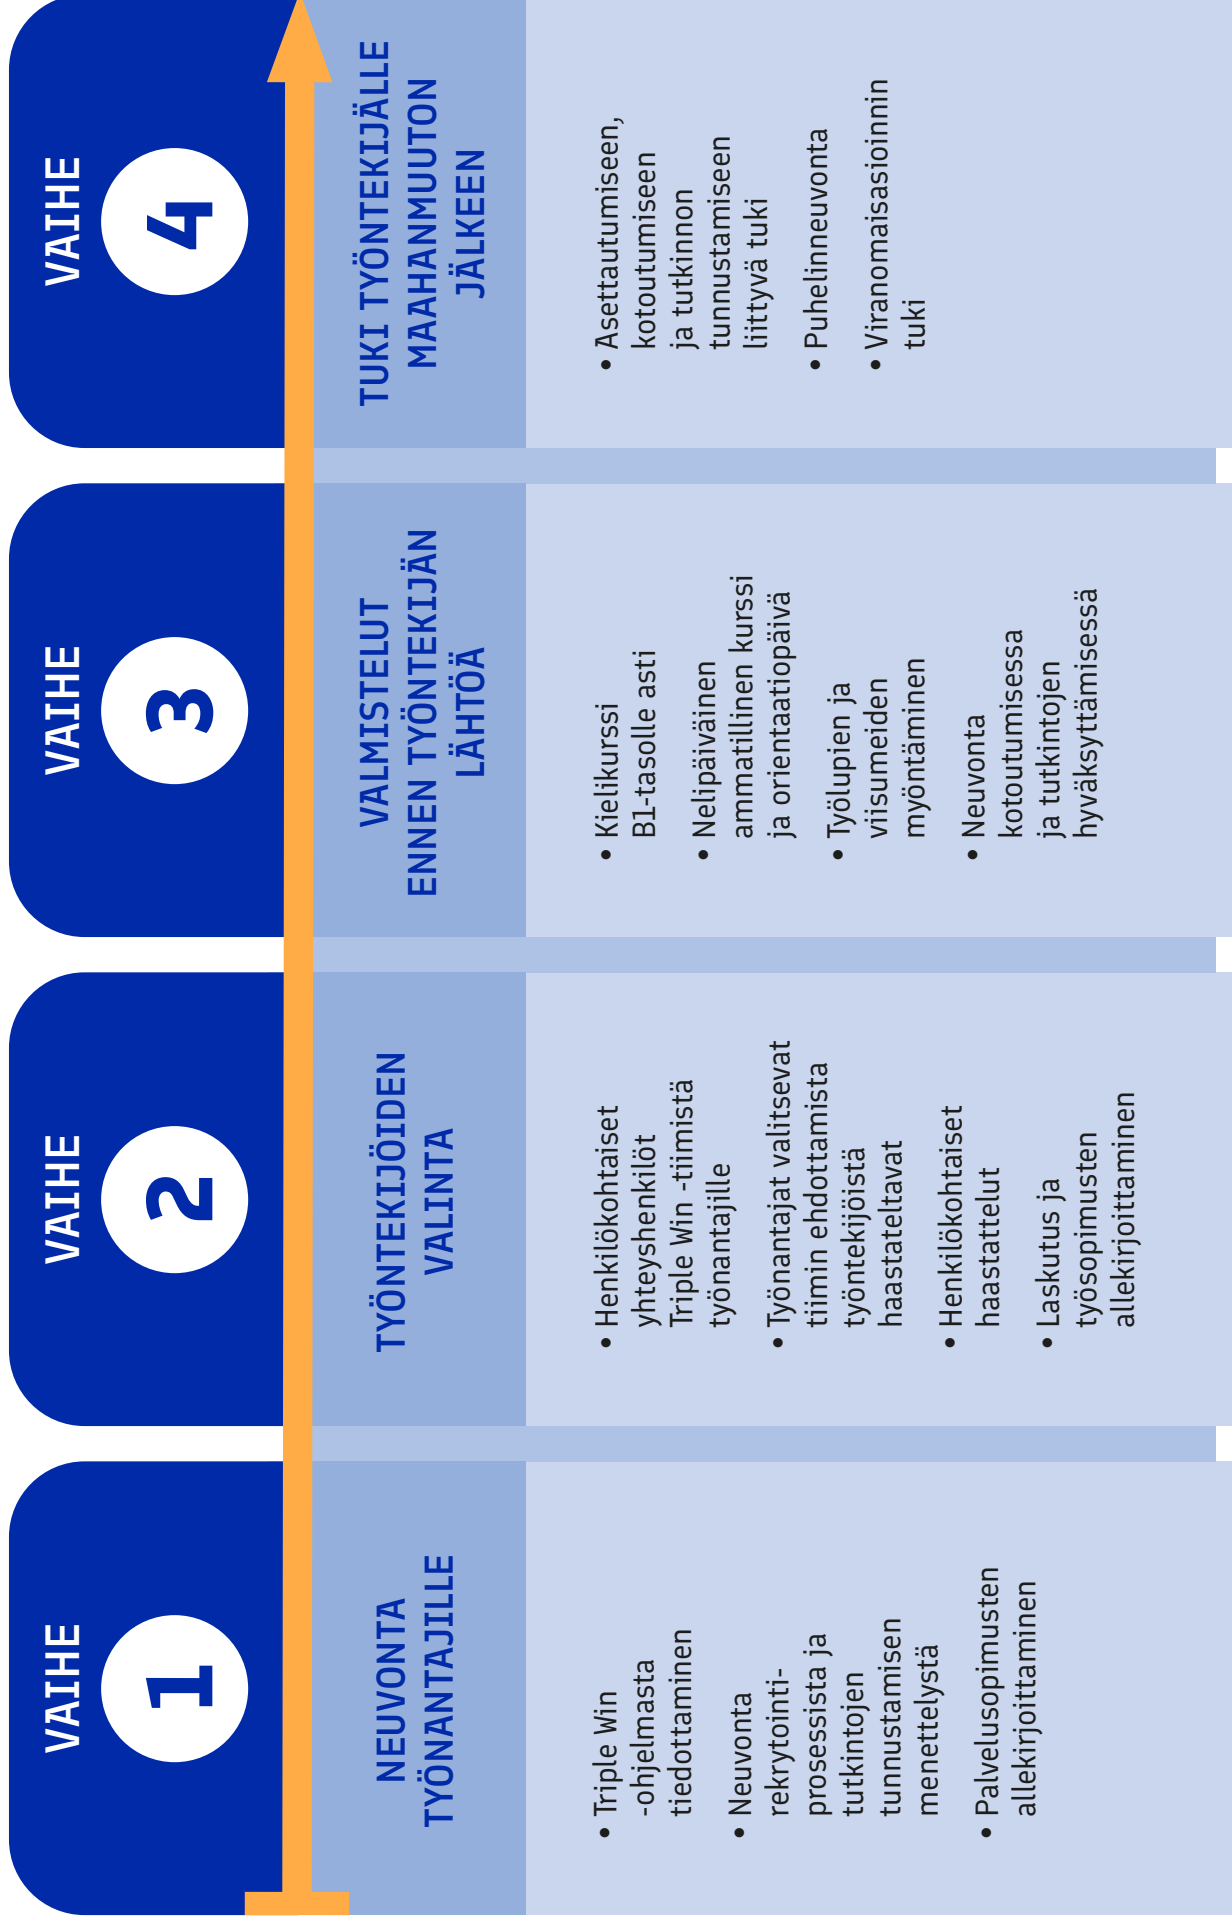 VAIHE
1
NEUVONTA
TYÖNANTAJILLE
• Triple Win
-ohjelmasta
tiedottaminen
• Neuvonta
rekrytointi-
prosessista ja
tutkintojen
tunnustamisen
menettelystä
• Palvelusopimusten
allekirjoittaminen
VAIHE
2
TYÖNTEKIJÖIDEN
VALINTA
• Henkilökohtaiset
yhteyshenkilöt
Triple Win -tiimistä
työnantajille
• Työnantajat valitsevat
tiimin ehdottamista
työntekijöistä
haastateltavat
• Henkilökohtaiset
haastattelut
• Laskutus ja
työsopimusten
allekirjoittaminen
VAIHE
3
VALMISTELUT
ENNEN TYÖNTEKIJÄN
LÄHTÖÄ
• Kielikurssi
B1-tasolle asti
• Nelipäiväinen
ammatillinen kurssi
ja orientaatiopäivä
• Työlupien ja
viisumeiden
myöntäminen
• Neuvonta
kotoutumisessa
ja tutkintojen
hyväksyttämisessä
VAIHE
4
TUKI TYÖNTEKIJÄLLE
MAAHANMUUTON
JÄLKEEN
• Asettautumiseen,
kotoutumiseen
ja tutkinnon
tunnustamiseen
liittyvä tuki
• Puhelinneuvonta
• Viranomaisasioinnin
tuki